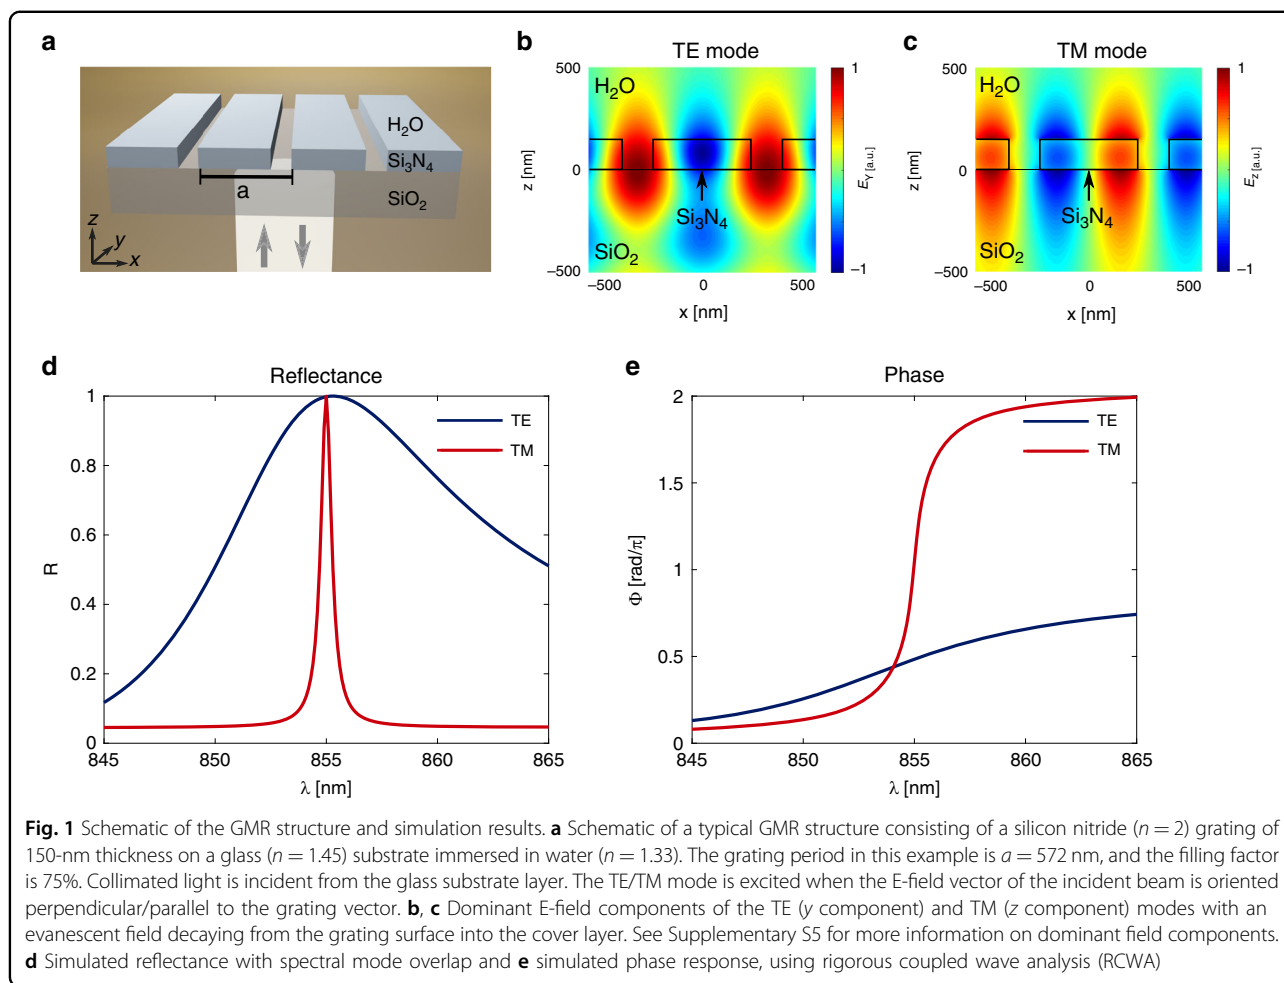 a
H₂O
Si₃N₄
SiO₂
a
z
y
x
b
TE mode
500
0
−500
z [nm]
H₂O
Si₃N₄
SiO₂
−500
0
500
x [nm]
1
−1
E_Y [a.u.]
c
TM mode
500
0
−500
z [nm]
H₂O
Si₃N₄
SiO₂
−500
0
500
x [nm]
1
−1
E_Z [a.u.]
d
Reflectance
1
0.8
0.6
0.4
0.2
0
R
TE
TM
845
850
855
860
865
λ [nm]
e
Phase
2
1.5
1
0.5
0
Φ [rad/π]
TE
TM
845
850
855
860
865
λ [nm]
Fig. 1 Schematic of the GMR structure and simulation results. a Schematic of a typical GMR structure consisting of a silicon nitride (n = 2) grating of
150-nm thickness on a glass (n = 1.45) substrate immersed in water (n = 1.33). The grating period in this example is a = 572 nm, and the filling factor
is 75%. Collimated light is incident from the glass substrate layer. The TE/TM mode is excited when the E-field vector of the incident beam is oriented
perpendicular/parallel to the grating vector. b, c Dominant E-field components of the TE (y component) and TM (z component) modes with an
evanescent field decaying from the grating surface into the cover layer. See Supplementary S5 for more information on dominant field components.
d Simulated reflectance with spectral mode overlap and e simulated phase response, using rigorous coupled wave analysis (RCWA)